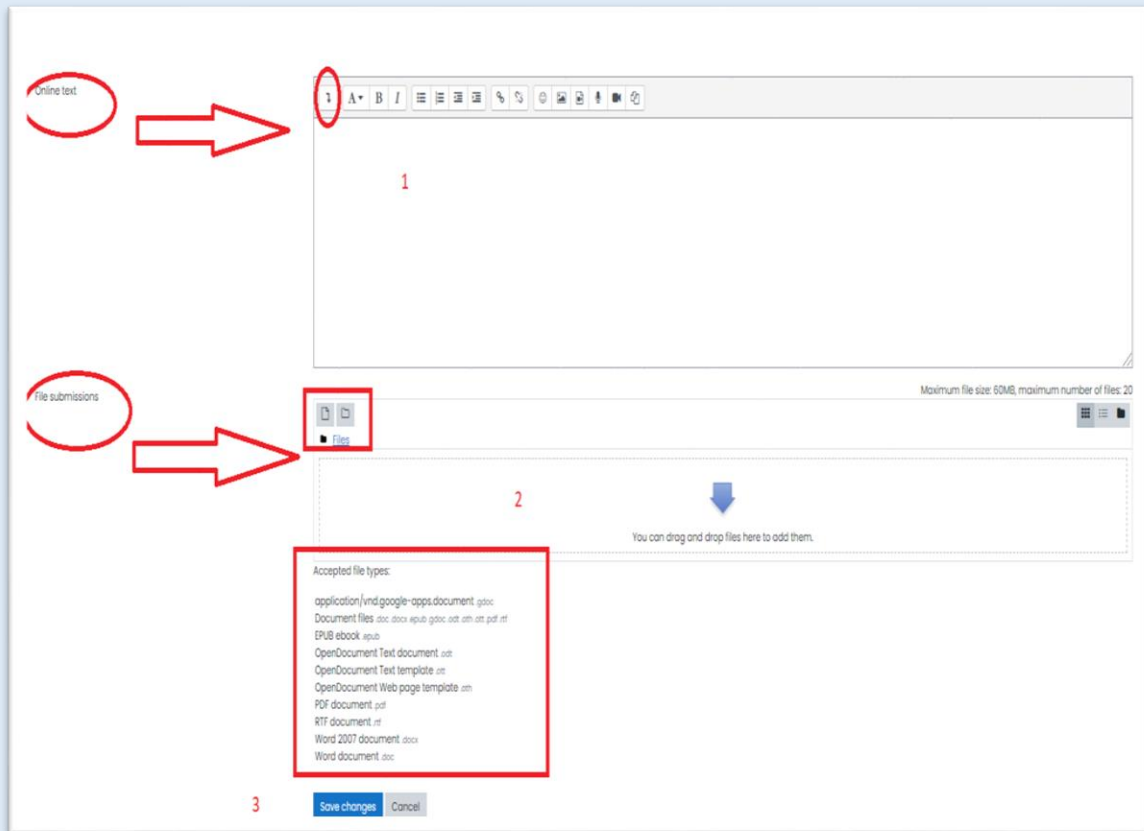 Online text
A B I
1
Maximum file size: 60MB, maximum number of files: 20
File submissions
Files
2
You can drag and drop files here to add them.
Accepted file types:
application/vnd.google-apps.document .gdoc
Document files .doc .docx .epub .gdoc .odt .oth .ott .pdf .rtf
EPUB ebook .epub
OpenDocument Text document .odt
OpenDocument Text template .ott
OpenDocument Web page template .oth
PDF document .pdf
RTF document .rtf
Word 2007 document .docx
Word document .doc
3 Save changes Cancel